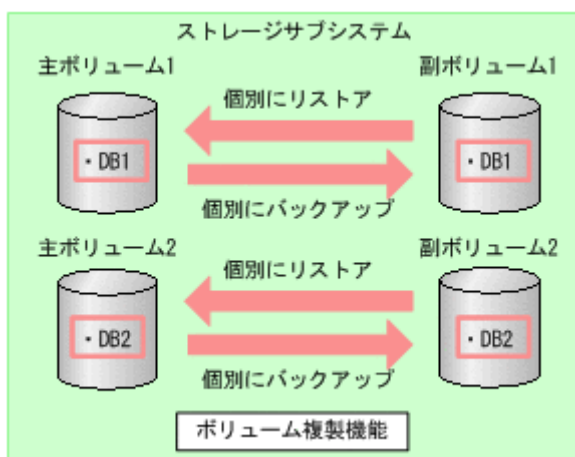 ストレージサブシステム
主ボリューム1
副ボリューム1
個別にリストア
・DB1
・DB1
個別にバックアップ
主ボリューム2
副ボリューム2
個別にリストア
・DB2
・DB2
個別にバックアップ
ボリューム複製機能